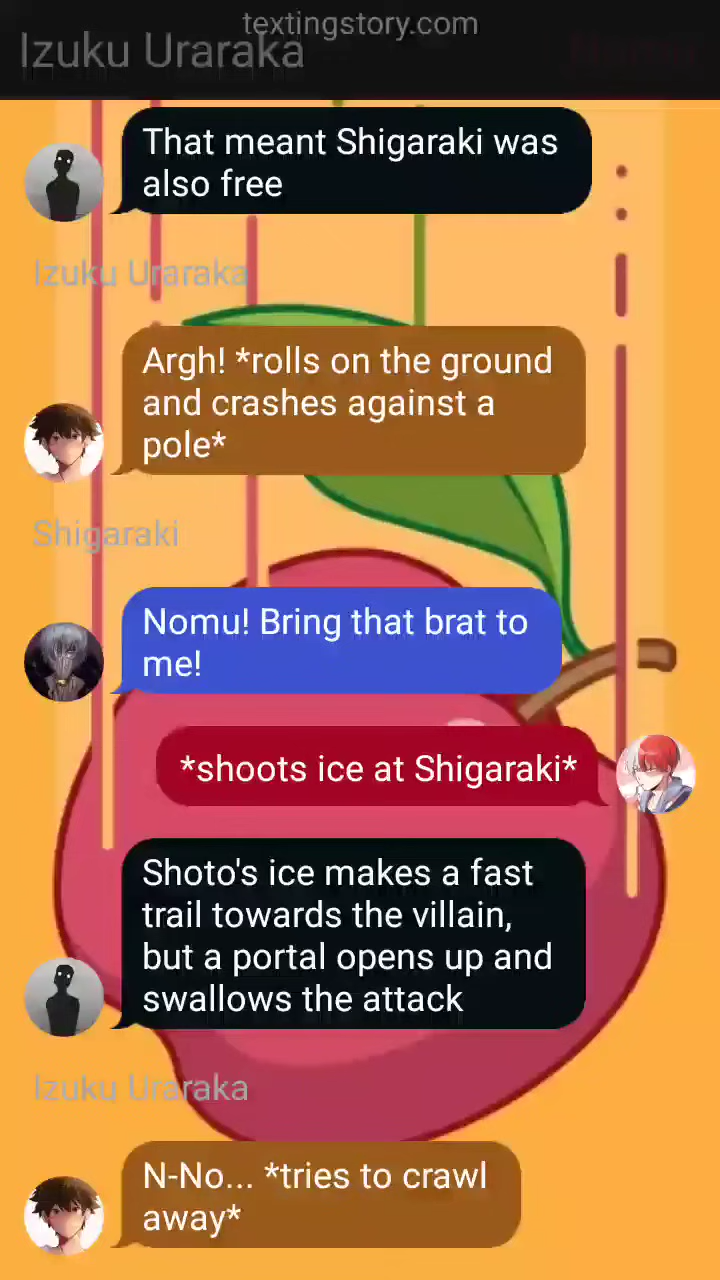 textingstory.com
Izuku Uraraka
That meant Shigaraki was
also free
Izuku Uraraka
Argh! *rolls on the ground
and crashes against a
pole*
Shigaraki
Nomu! Bring that brat to
me!
*shoots ice at Shigaraki*
Shoto's ice makes a fast
trail towards the villain,
but a portal opens up and
swallows the attack
Izuku Uraraka
N-No... *tries to crawl
away*